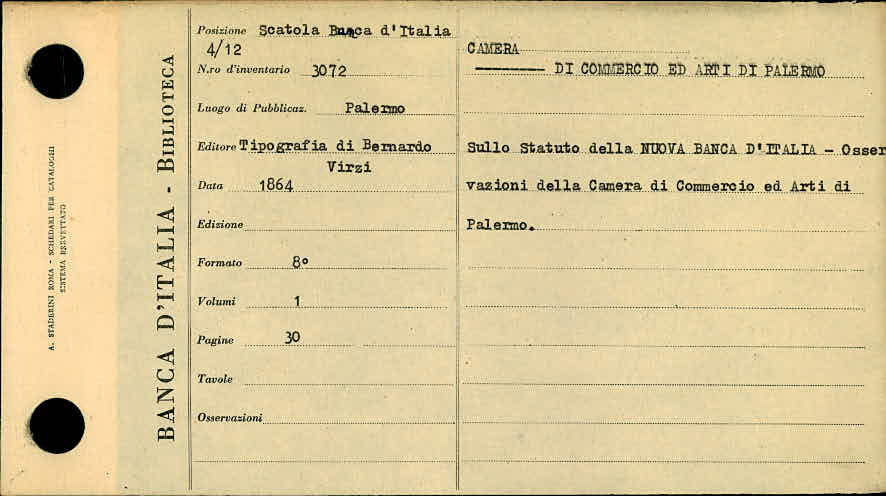 A. STADERINI ROMA - SCHEDARI PER CATALOGHI
SISTEMA BREVETTATO
BANCA D'ITALIA - BIBLIOTECA
Posizione Scatola Banca d'Italia
4/12
N.ro d'inventario 3072
Luogo di Pubblicaz. Palermo
Editore Tipografia di Bernardo
Virzi
Data 1864
Edizione
Formato 8°
Volumi 1
Pagine 30
Tavole
Osservazioni
CAMERA
———— DI COMMERCIO ED ARTI DI PALERMO
Sullo Statuto della NUOVA BANCA D'ITALIA - Osser
vazioni della Camera di Commercio ed Arti di
Palermo.